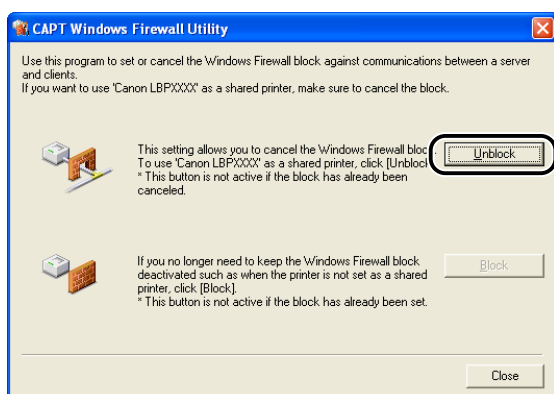 CAPT Windows Firewall Utility
Use this program to set or cancel the Windows Firewall block against communications between a server
and clients.
If you want to use 'Canon LBPXXXX' as a shared printer, make sure to cancel the block.
This setting allows you to cancel the Windows Firewall bloc
To use 'Canon LBPXXXX' as a shared printer, click [Unblock
* This button is not active if the block has already been
canceled.
Unblock
If you no longer need to keep the Windows Firewall block
deactivated such as when the printer is not set as a shared
printer, click [Block].
* This button is not active if the block has already been set.
Block
Close